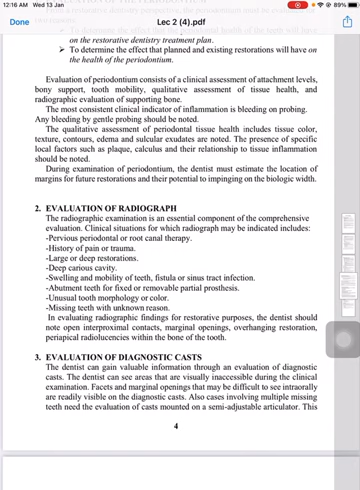 12:16 AM Wed 13 Jan
89%
Done
Lec 2 (4).pdf
on the restorative dentistry treatment plan.
➢ To determine the effect that planned and existing restorations will have on
the health of the periodontium.
Evaluation of periodontium consists of a clinical assessment of attachment levels,
bony support, tooth mobility, qualitative assessment of tissue health, and
radiographic evaluation of supporting bone.
The most consistent clinical indicator of inflammation is bleeding on probing.
Any bleeding by gentle probing should be noted.
The qualitative assessment of periodontal tissue health includes tissue color,
texture, contours, edema and sulcular exudates are noted. The presence of specific
local factors such as plaque, calculus and their relationship to tissue inflammation
should be noted.
During examination of periodontium, the dentist must estimate the location of
margins for future restorations and their potential to impinging on the biologic width.
2. EVALUATION OF RADIOGRAPH
The radiographic examination is an essential component of the comprehensive
evaluation. Clinical situations for which radiograph may be indicated includes:
-Pervious periodontal or root canal therapy.
-History of pain or trauma.
-Large or deep restorations.
-Deep carious cavity.
-Swelling and mobility of teeth, fistula or sinus tract infection.
-Abutment teeth for fixed or removable partial prosthesis.
-Unusual tooth morphology or color.
-Missing teeth with unknown reason.
In evaluating radiographic findings for restorative purposes, the dentist should
note open interproximal contacts, marginal openings, overhanging restoration,
periapical radiolucencies within the bone of the tooth.
3. EVALUATION OF DIAGNOSTIC CASTS
The dentist can gain valuable information through an evaluation of diagnostic
casts. The dentist can see areas that are visually inaccessible during the clinical
examination. Facets and marginal openings that may be difficult to see intraorally
are readily visible on the diagnostic casts. Also cases involving multiple missing
teeth need the evaluation of casts mounted on a semi-adjustable articulator. This
4